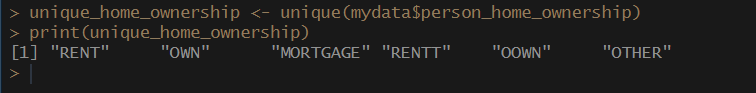 > unique_home_ownership <- unique(mydata$person_home_ownership)
> print(unique_home_ownership)
[1] "RENT"     "OWN"      "MORTGAGE" "RENTT"    "OOWN"     "OTHER"
>